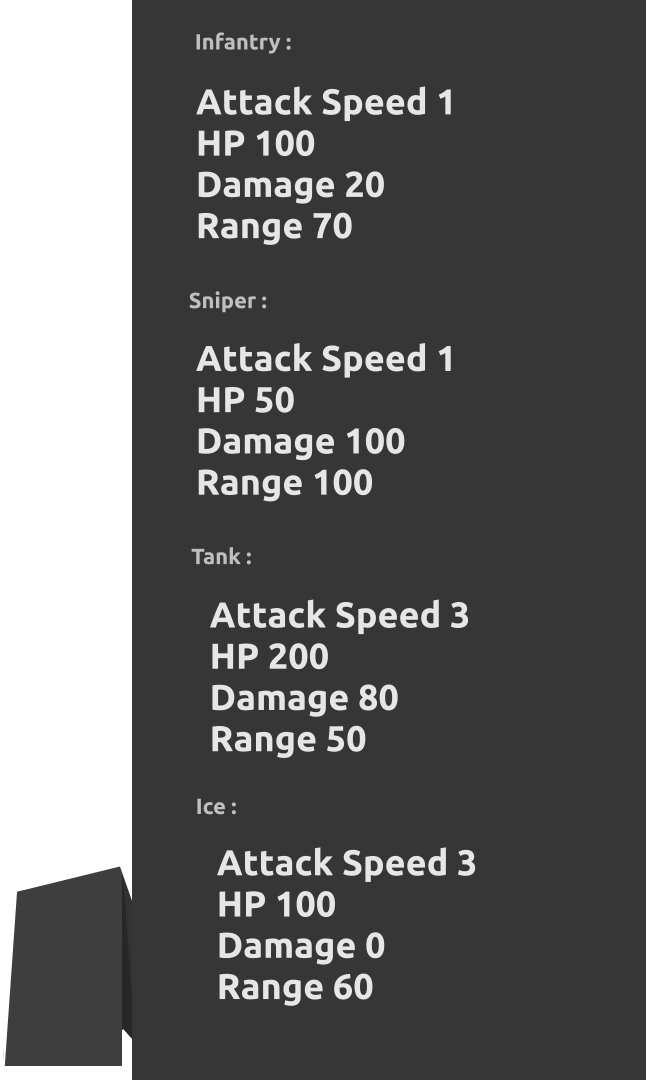 Infantry :
Attack Speed 1
HP 100
Damage 20
Range 70
Sniper :
Attack Speed 1
HP 50
Damage 100
Range 100
Tank :
Attack Speed 3
HP 200
Damage 80
Range 50
Ice :
Attack Speed 3
HP 100
Damage 0
Range 60